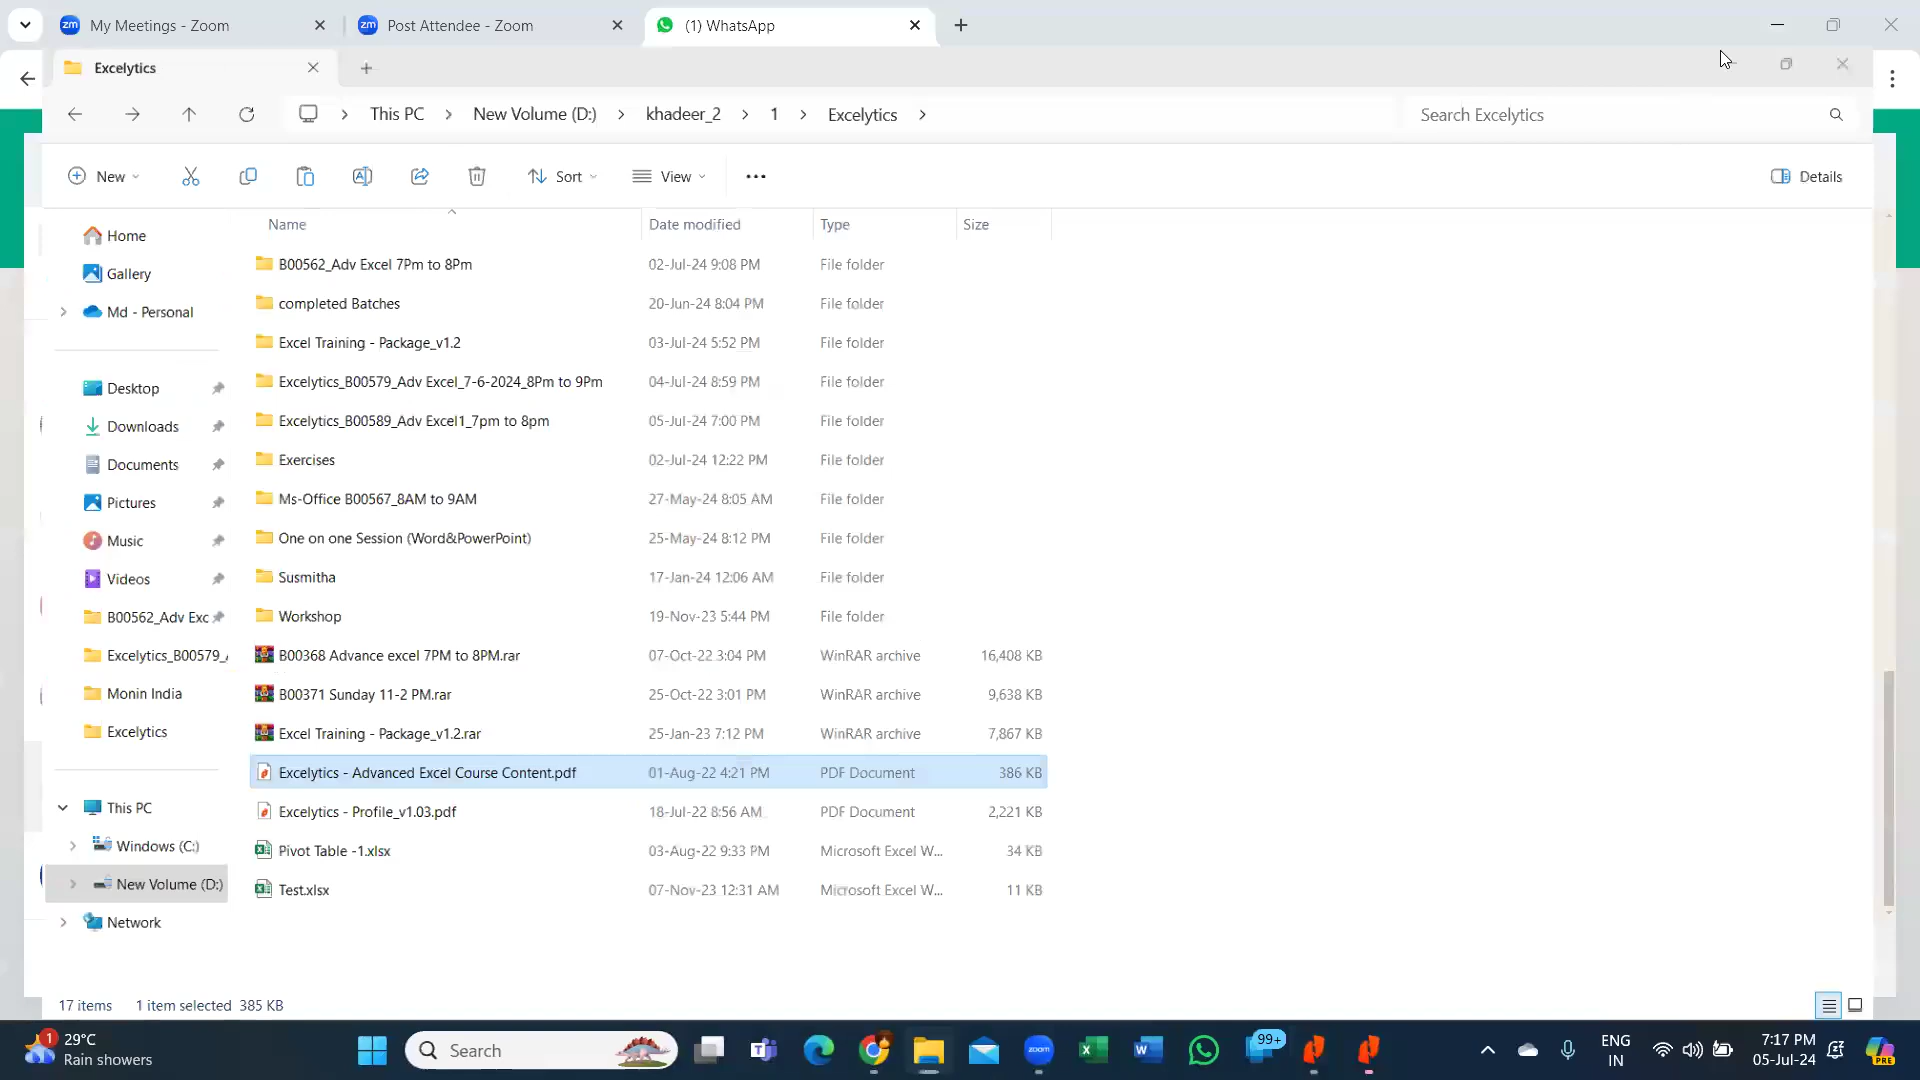 zm My Meetings - Zoom
zm Post Attendee - Zoom
(1) WhatsApp
Excelytics
This PC > New Volume (D:) > khadeer_2 > 1 > Excelytics >
Search Excelytics
New
Sort
View
Details
Name Date modified Type Size
Home
Gallery
Md - Personal
Desktop
Downloads
Documents
Pictures
Music
Videos
B00562_Adv Exc
Excelytics_B00579_
Monin India
Excelytics
This PC
Windows (C:)
New Volume (D:)
Network
B00562_Adv Excel 7Pm to 8Pm 02-Jul-24 9:08 PM File folder
completed Batches 20-Jun-24 8:04 PM File folder
Excel Training - Package_v1.2 03-Jul-24 5:52 PM File folder
Excelytics_B00579_Adv Excel_7-6-2024_8Pm to 9Pm 04-Jul-24 8:59 PM File folder
Excelytics_B00589_Adv Excel1_7pm to 8pm 05-Jul-24 7:00 PM File folder
Exercises 02-Jul-24 12:22 PM File folder
Ms-Office B00567_8AM to 9AM 27-May-24 8:05 AM File folder
One on one Session (Word&PowerPoint) 25-May-24 8:12 PM File folder
Susmitha 17-Jan-24 12:06 AM File folder
Workshop 19-Nov-23 5:44 PM File folder
B00368 Advance excel 7PM to 8PM.rar 07-Oct-22 3:04 PM WinRAR archive 16,408 KB
B00371 Sunday 11-2 PM.rar 25-Oct-22 3:01 PM WinRAR archive 9,638 KB
Excel Training - Package_v1.2.rar 25-Jan-23 7:12 PM WinRAR archive 7,867 KB
Excelytics - Advanced Excel Course Content.pdf 01-Aug-22 4:21 PM PDF Document 386 KB
Excelytics - Profile_v1.03.pdf 18-Jul-22 8:56 AM PDF Document 2,221 KB
Pivot Table -1.xlsx 03-Aug-22 9:33 PM Microsoft Excel W... 34 KB
Test.xlsx 07-Nov-23 12:31 AM Microsoft Excel W... 11 KB
17 items 1 item selected 385 KB
1
29°C
Rain showers
Search
zoom
99+
ENG
IN
7:17 PM
05-Jul-24
PRE